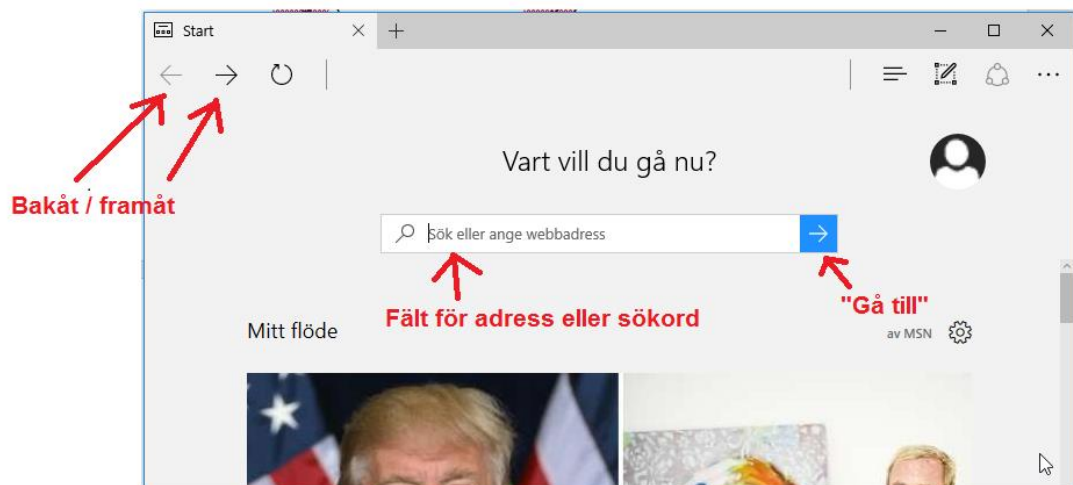 Start
Vart vill du gå nu?
Bakåt / framåt
Sök eller ange webbadress
"Gå till"
Fält för adress eller sökord
Mitt flöde
av MSN